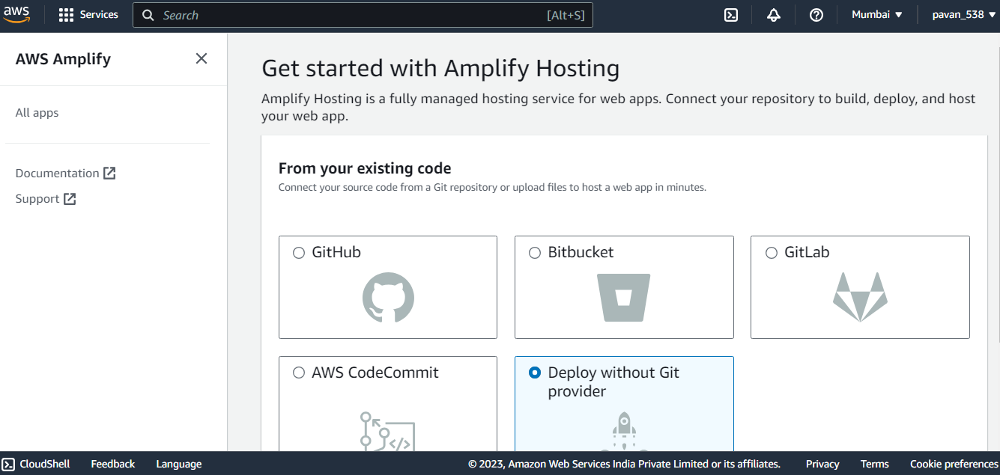 aws
Services
Search
[Alt+S]
Mumbai
pavan_538
AWS Amplify
All apps
Documentation
Support
Get started with Amplify Hosting
Amplify Hosting is a fully managed hosting service for web apps. Connect your repository to build, deploy, and host
your web app.
From your existing code
Connect your source code from a Git repository or upload files to host a web app in minutes.
GitHub
Bitbucket
GitLab
AWS CodeCommit
Deploy without Git
provider
CloudShell
Feedback
Language
© 2023, Amazon Web Services India Private Limited or its affiliates.
Privacy
Terms
Cookie preferences